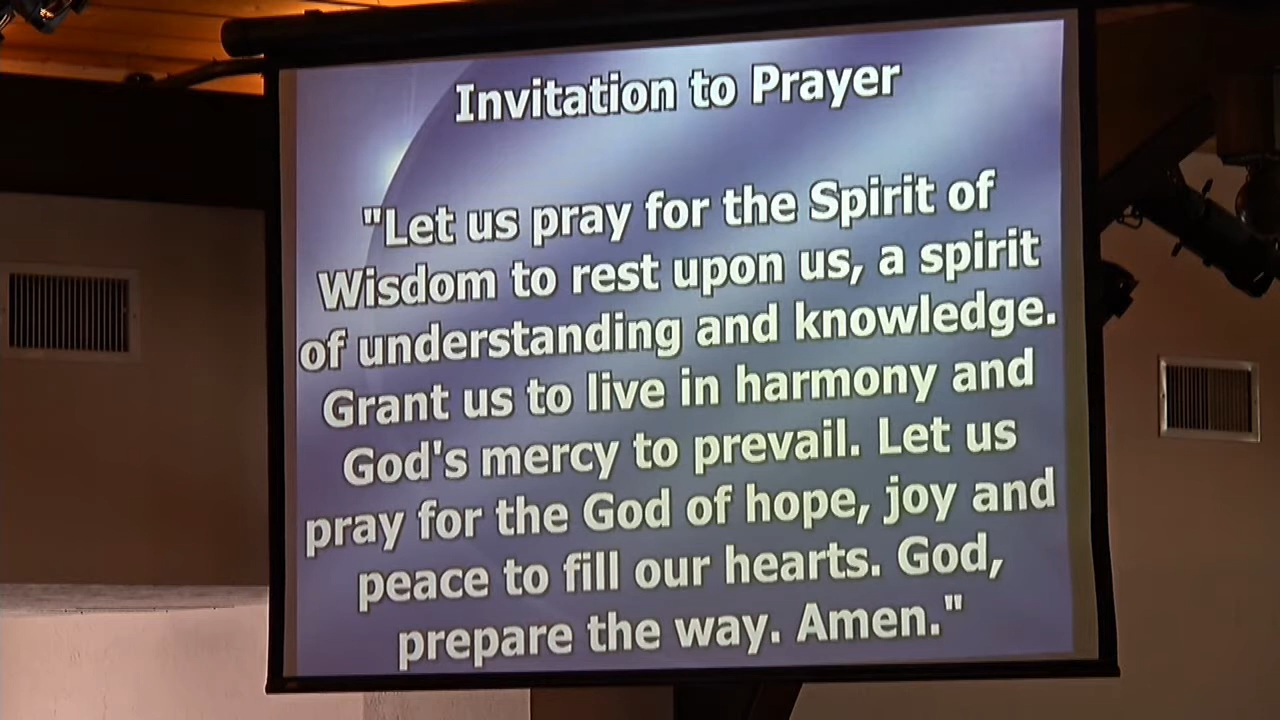 Invitation to Prayer
"Let us pray for the Spirit of
Wisdom to rest upon us, a spirit
of understanding and knowledge.
Grant us to live in harmony and
God's mercy to prevail. Let us
pray for the God of hope, joy and
peace to fill our hearts. God,
prepare the way. Amen."